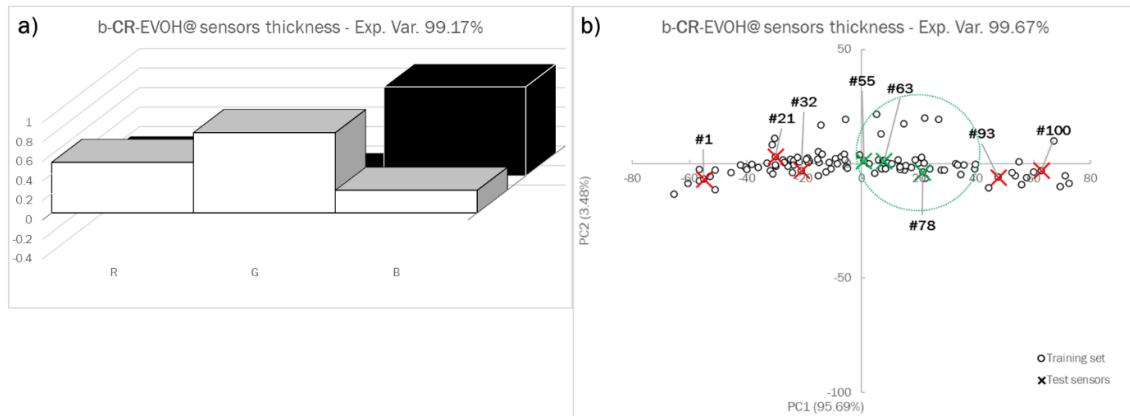 a)
b-CR-EVOH@ sensors thickness - Exp. Var. 99.17%
1
0.8
0.6
0.4
0.2
0
-0.2
-0.4
R G B
b)
b-CR-EVOH@ sensors thickness - Exp. Var. 99.67%
50
#55
#63
#32
#21
#93
#100
#1
-80 -60 -40 -20 0 20 40 60 80
#78
PC2 (3.48%)
-50
Training set
Test sensors
-100
PC1 (95.69%)